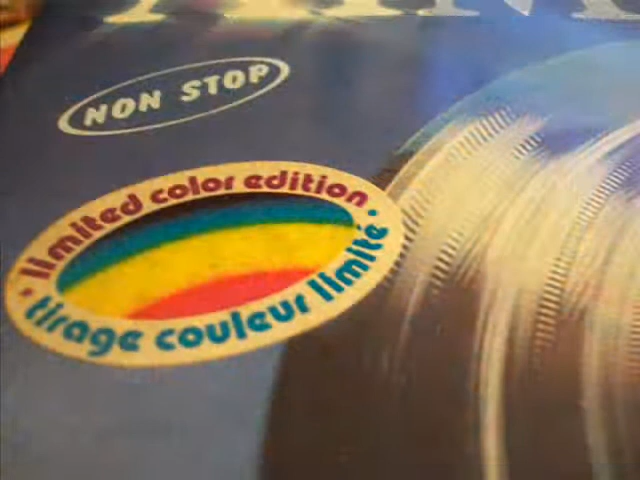 NON STOP
• limited color edition •
tirage couleur limité